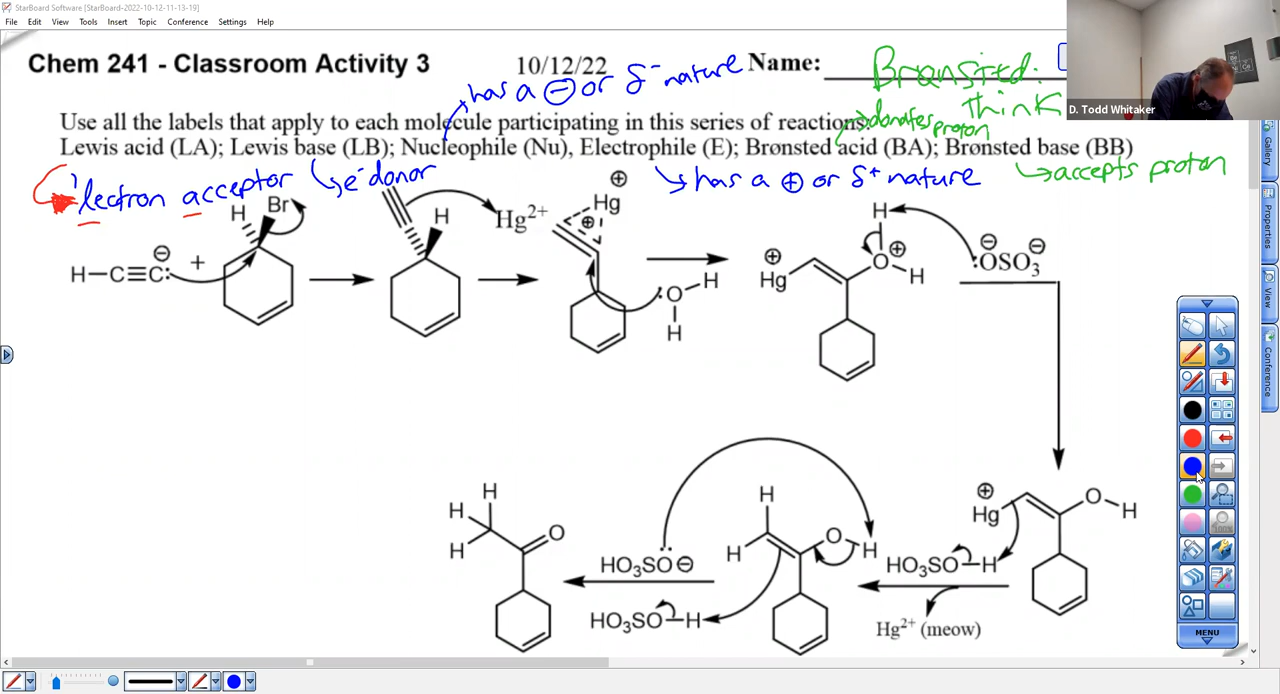 StarBoard Software [StarBoard-2022-10-12-11-13-19]
File Edit View Tools Insert Topic Conference Settings Help
Chem 241 - Classroom Activity 3
10/12/22
Name:
Brønsted:
think
has a ⊖ or δ⁻ nature
D. Todd Whitaker
Use all the labels that apply to each molecule participating in this series of reactions:
donates proton
Lewis acid (LA); Lewis base (LB); Nucleophile (Nu), Electrophile (E); Brønsted acid (BA); Brønsted base (BB)
electron acceptor
e⁻ donor
has a ⊕ or δ⁺ nature
accepts proton
H Br
H
Hg²⁺
⊕
Hg
⊕
H
⊖ ⊖
H−C≡C: +
O−H
H
⊕
Hg
⊕
O
H
:OSO₃
H
H
H
O
HO₃SO ⊖
HO₃SO−H
H
H
O
H
HO₃SO−H
Hg²⁺ (meow)
⊕
Hg
O
H
MENU
Gallery
Properties
View
Conference